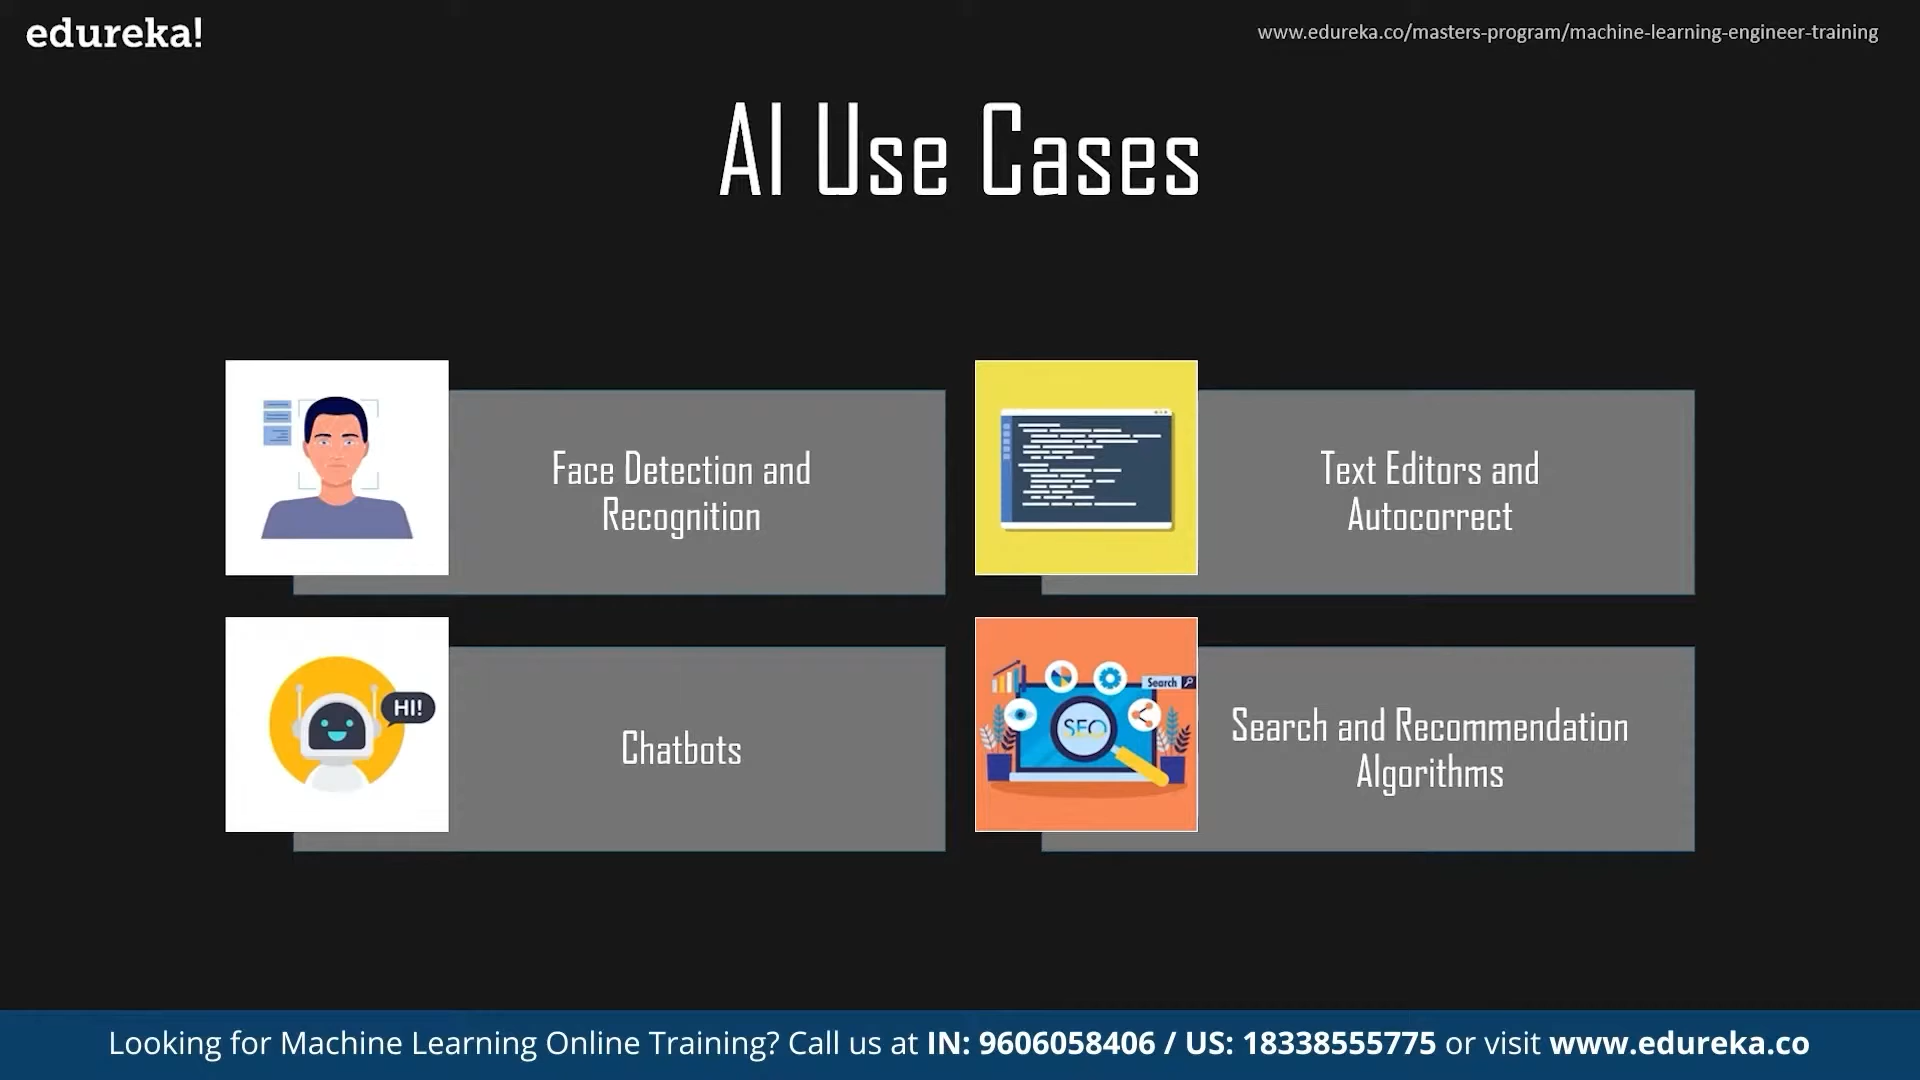 edureka!
www.edureka.co/masters-program/machine-learning-engineer-training
AI Use Cases
Face Detection and
Recognition
Text Editors and
Autocorrect
HI!
Chatbots
Search
SEO
Search and Recommendation
Algorithms
Looking for Machine Learning Online Training? Call us at IN: 9606058406 / US: 18338555775 or visit www.edureka.co